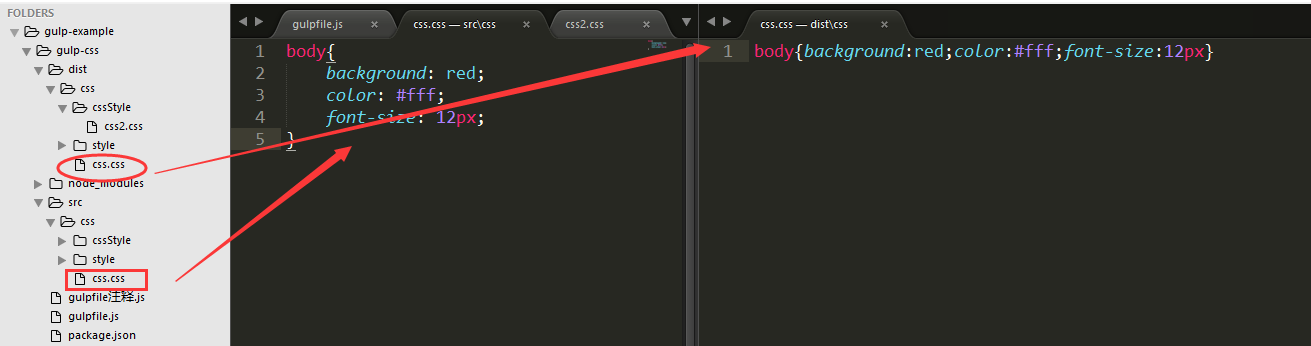 FOLDERS
gulp-example
gulp-css
dist
css
cssStyle
css2.css
style
css.css
node_modules
src
css
cssStyle
style
css.css
gulpfile注释.js
gulpfile.js
package.json
gulpfile.js ×
css.css — src\css ×
css2.css ×
1 body{
2 background: red;
3 color: #fff;
4 font-size: 12px;
5 }
css.css — dist\css ×
1 body{background:red;color:#fff;font-size:12px}